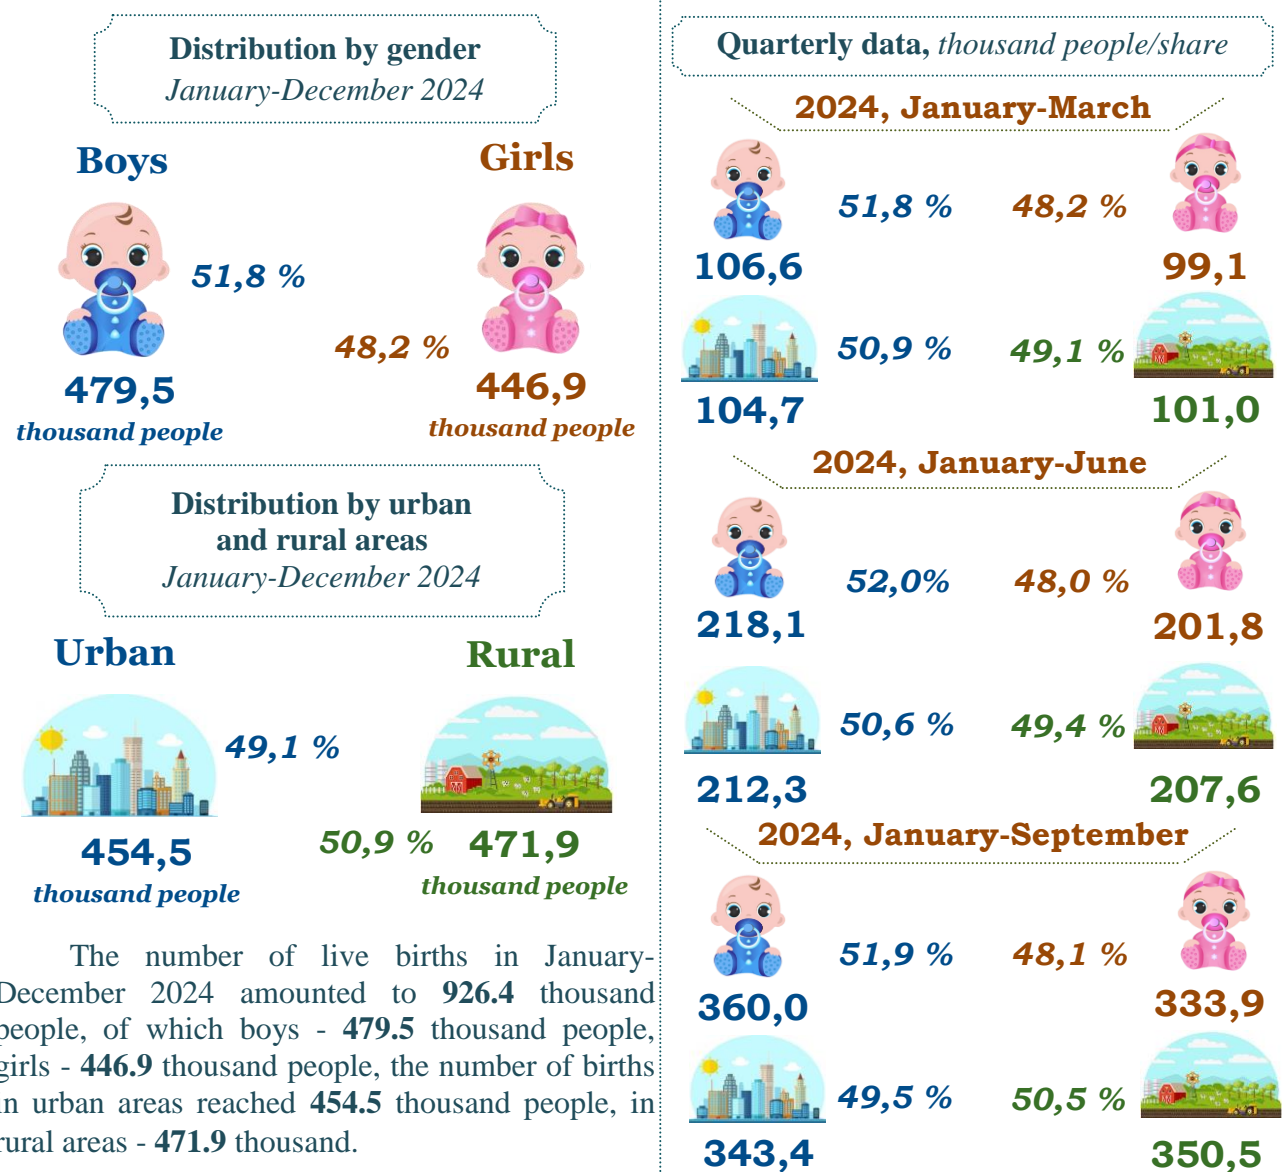 Distribution by gender
January-December 2024
Boys
Girls
51,8 %
48,2 %
479,5
446,9
thousand people
thousand people
Distribution by urban
and rural areas
January-December 2024
Urban
Rural
49,1 %
50,9 %
454,5
471,9
thousand people
thousand people
The number of live births in January-
December 2024 amounted to 926.4 thousand
people, of which boys - 479.5 thousand people,
girls - 446.9 thousand people, the number of births
in urban areas reached 454.5 thousand people, in
rural areas - 471.9 thousand.
Quarterly data, thousand people/share
2024, January-March
51,8 %
48,2 %
106,6
99,1
50,9 %
49,1 %
104,7
101,0
2024, January-June
52,0%
48,0 %
218,1
201,8
50,6 %
49,4 %
212,3
207,6
2024, January-September
51,9 %
48,1 %
360,0
333,9
49,5 %
50,5 %
343,4
350,5